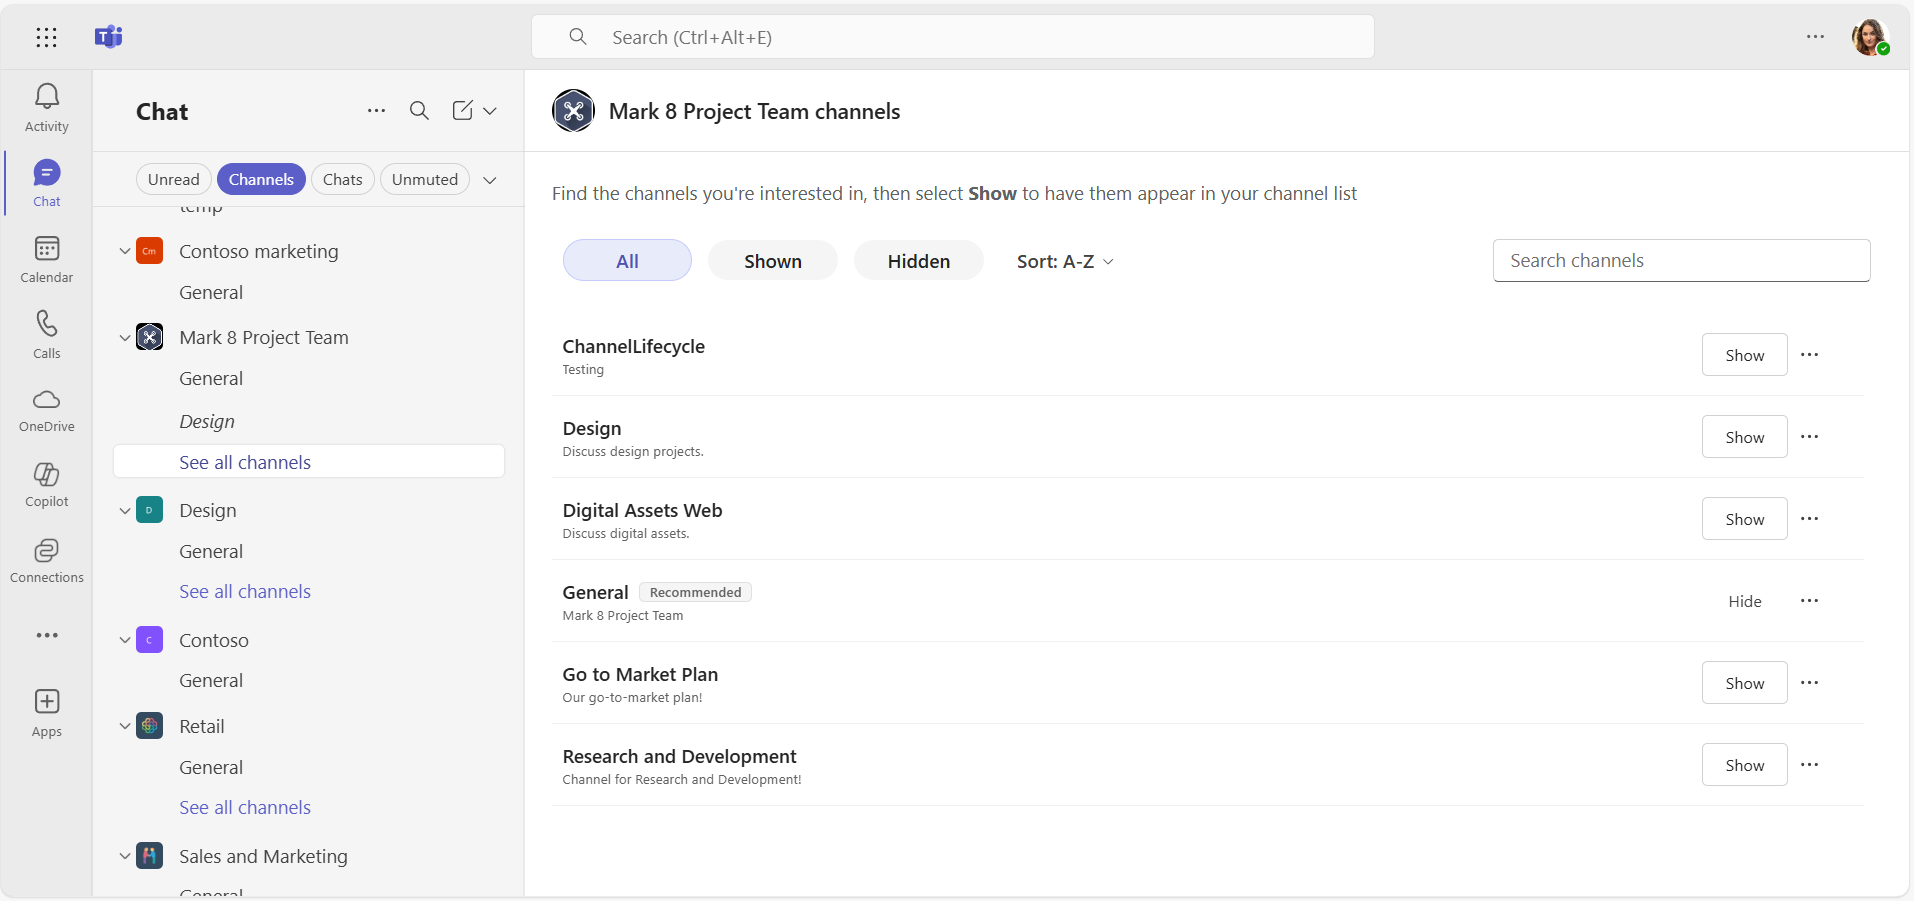 Search (Ctrl+Alt+E)
Activity
Chat
Calendar
Calls
OneDrive
Copilot
Connections
Apps
Chat
Unread
Channels
Chats
Unmuted
temp
Cm
Contoso marketing
General
Mark 8 Project Team
General
Design
See all channels
D
Design
General
See all channels
C
Contoso
General
Retail
General
See all channels
Sales and Marketing
General
Mark 8 Project Team channels
Find the channels you're interested in, then select Show to have them appear in your channel list
All
Shown
Hidden
Sort: A-Z
Search channels
ChannelLifecycle
Testing
Show
Design
Discuss design projects.
Show
Digital Assets Web
Discuss digital assets.
Show
General Recommended
Mark 8 Project Team
Hide
Go to Market Plan
Our go-to-market plan!
Show
Research and Development
Channel for Research and Development!
Show